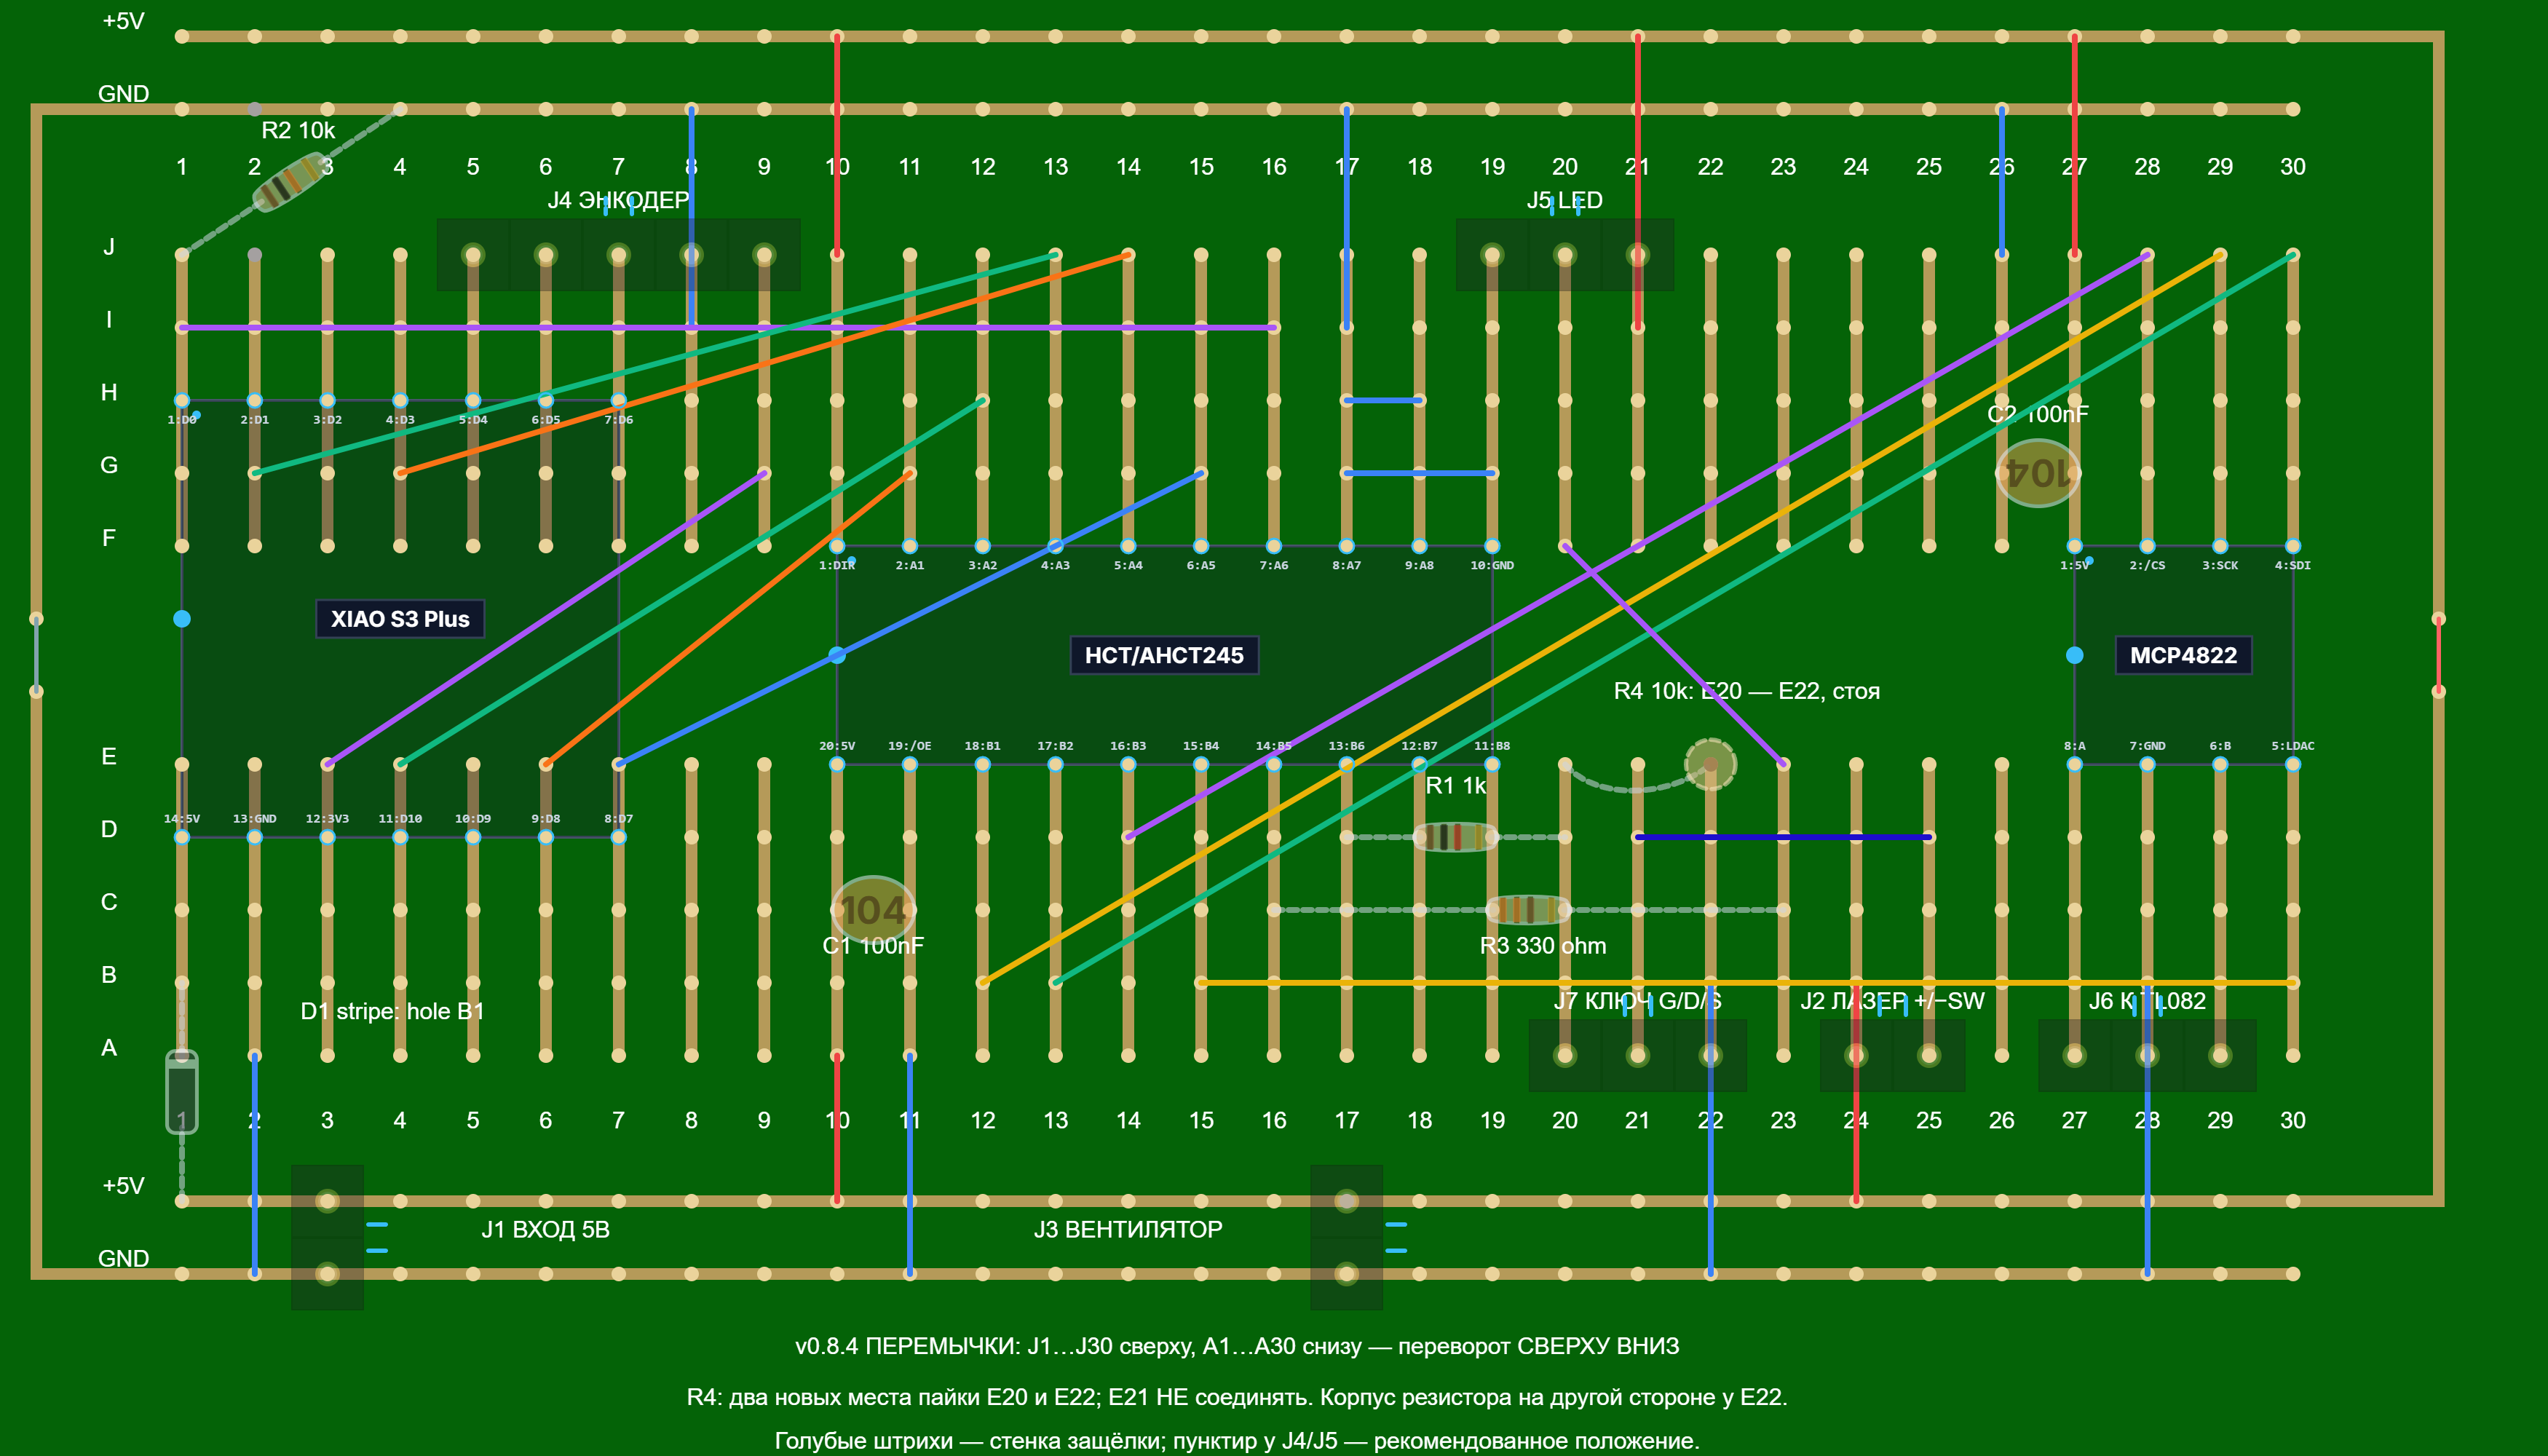 +5V
GND
R2 10k
1 2 3 4 5 6 7 8 9 10 11 12 13 14 15 16 17 18 19 20 21 22 23 24 25 26 27 28 29 30
J4 ЭНКОДЕР J5 LED
J
I
H
1:D0 2:D1 3:D2 4:D3 5:D4 6:D5 7:D6 C2 100nF
G 104
F
1:DIR 2:A1 3:A2 4:A3 5:A4 6:A5 7:A6 8:A7 9:A8 10:GND 1:5V 2:/CS 3:SCK 4:SDI
XIAO S3 Plus HCT/AHCT245 MCP4822
R4 10k: E20 — E22, стоя
20:5V 19:/OE 18:B1 17:B2 16:B3 15:B4 14:B5 13:B6 12:B7 11:B8 8:A 7:GND 6:B 5:LDAC
E
R1 1k
14:5V 13:GND 12:3V3 11:D10 10:D9 9:D8 8:D7
D
C 104
C1 100nF R3 330 ohm
B
D1 stripe: hole B1 J7 КЛЮЧ G/D/S J2 ЛАЗЕР +/−SW J6 К TL082
A
1 2 3 4 5 6 7 8 9 10 11 12 13 14 15 16 17 18 19 20 21 22 23 24 25 26 27 28 29 30
+5V
J1 ВХОД 5В J3 ВЕНТИЛЯТОР
GND
v0.8.4 ПЕРЕМЫЧКИ: J1…J30 сверху, A1…A30 снизу — переворот СВЕРХУ ВНИЗ
R4: два новых места пайки E20 и E22; E21 НЕ соединять. Корпус резистора на другой стороне у E22.
Голубые штрихи — стенка защёлки; пунктир у J4/J5 — рекомендованное положение.